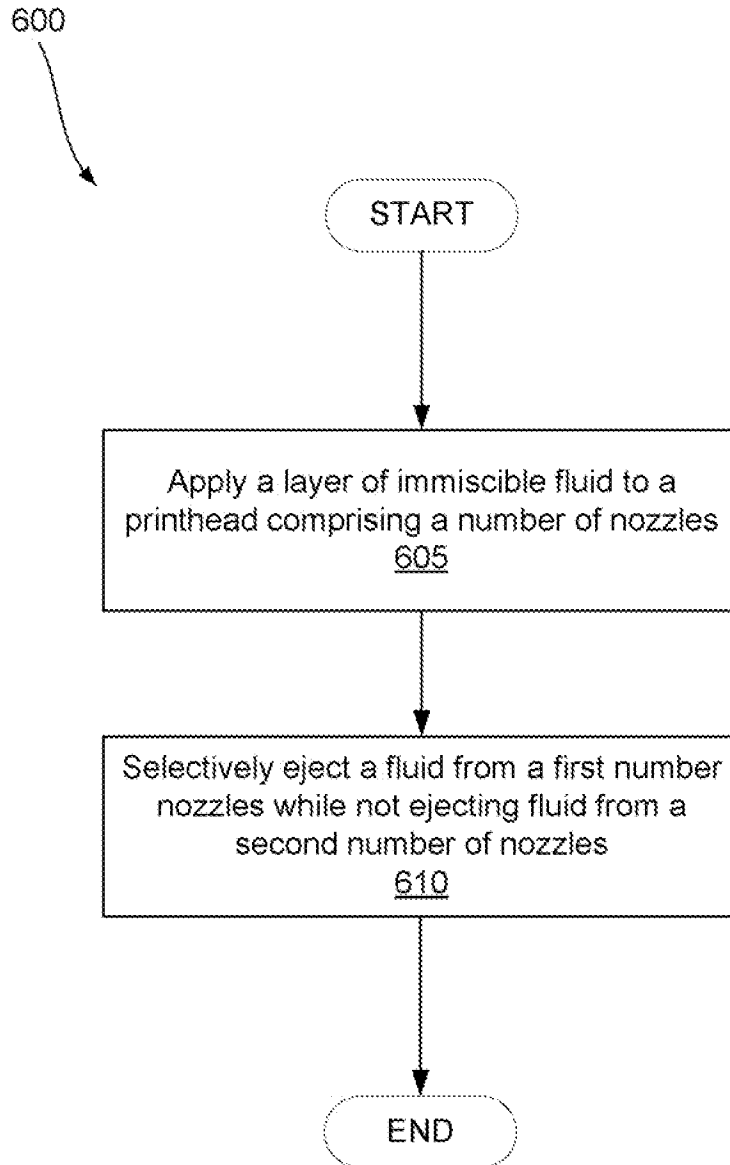 600
START
Apply a layer of immiscible fluid to a
printhead comprising a number of nozzles
605
Selectively eject a fluid from a first number
nozzles while not ejecting fluid from a
second number of nozzles
610
END